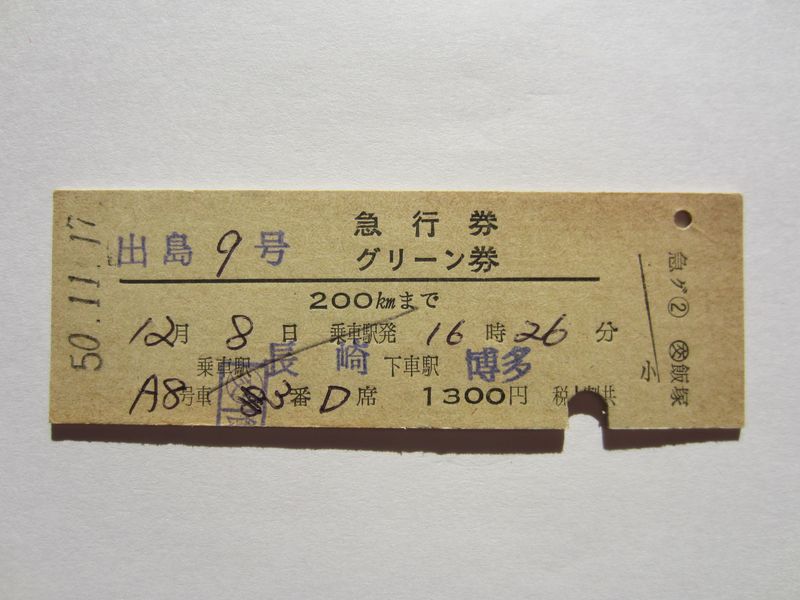 50.11.17
急行券
出島 9 号 グリーン券
200kmまで
12月 8日 乗車駅発 16時26分
乗車駅 長崎 下車駅 博多
A8号車 3番 D席 1300円 税 共
急グ② 飯塚
小